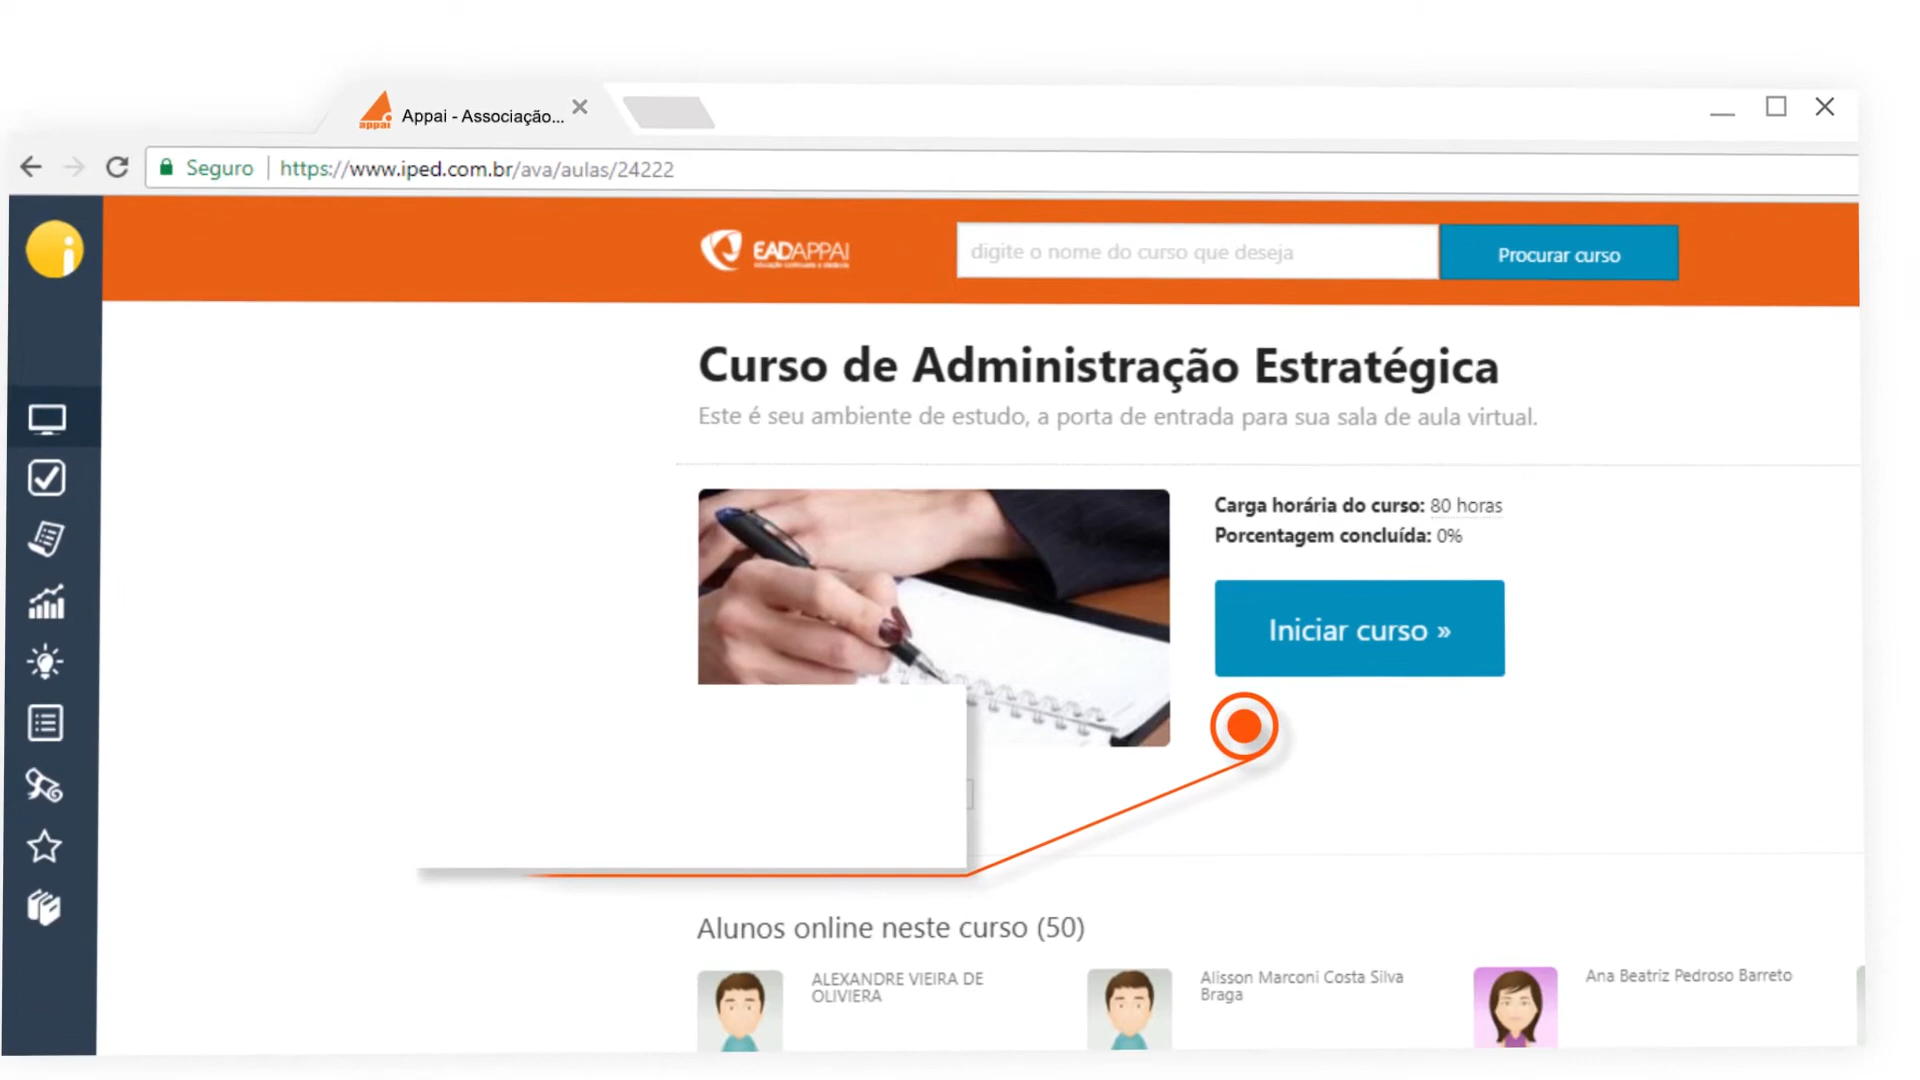 appai
Appai - Associação...
Seguro
https://www.iped.com.br/ava/aulas/24222
EADAPPAI
digite o nome do curso que deseja
Procurar curso
Curso de Administração Estratégica
Este é seu ambiente de estudo, a porta de entrada para sua sala de aula virtual.
Carga horária do curso: 80 horas
Porcentagem concluída: 0%
Iniciar curso »
Alunos online neste curso (50)
ALEXANDRE VIEIRA DE
OLIVIERA
Alisson Marconi Costa Silva
Braga
Ana Beatriz Pedroso Barreto